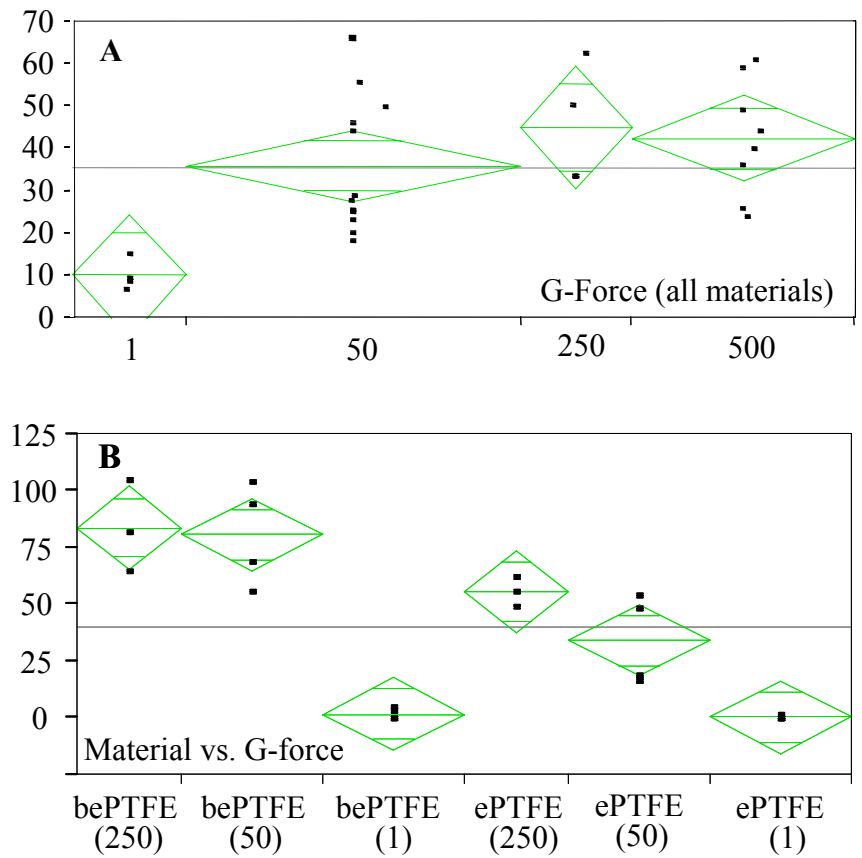 70
A
60
50
40
30
20
10
0
G-Force (all materials)
1 50 250 500
125
B
100
75
50
25
0
Material vs. G-force
bePTFE bePTFE bePTFE ePTFE ePTFE ePTFE
(250) (50) (1) (250) (50) (1)